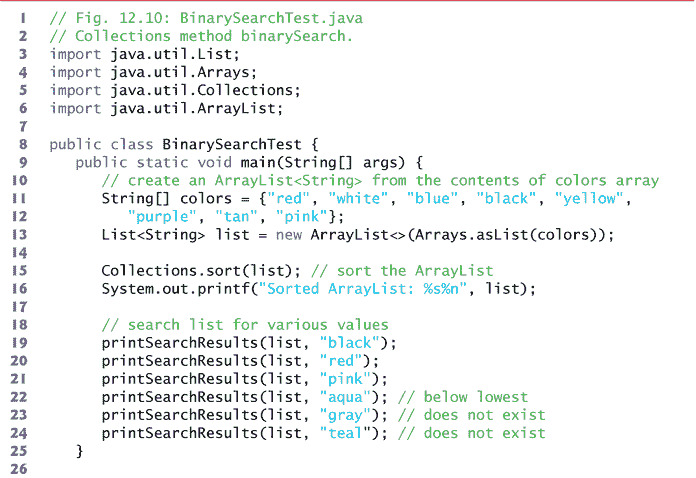 1 // Fig. 12.10: BinarySearchTest.java
2 // Collections method binarySearch.
3 import java.util.List;
4 import java.util.Arrays;
5 import java.util.Collections;
6 import java.util.ArrayList;
7
8 public class BinarySearchTest {
9 public static void main(String[] args) {
10 // create an ArrayList<String> from the contents of colors array
11 String[] colors = {"red", "white", "blue", "black", "yellow",
12 "purple", "tan", "pink"};
13 List<String> list = new ArrayList<>(Arrays.asList(colors));
14
15 Collections.sort(list); // sort the ArrayList
16 System.out.printf("Sorted ArrayList: %s%n", list);
17
18 // search list for various values
19 printSearchResults(list, "black");
20 printSearchResults(list, "red");
21 printSearchResults(list, "pink");
22 printSearchResults(list, "aqua"); // below lowest
23 printSearchResults(list, "gray"); // does not exist
24 printSearchResults(list, "teal"); // does not exist
25 }
26